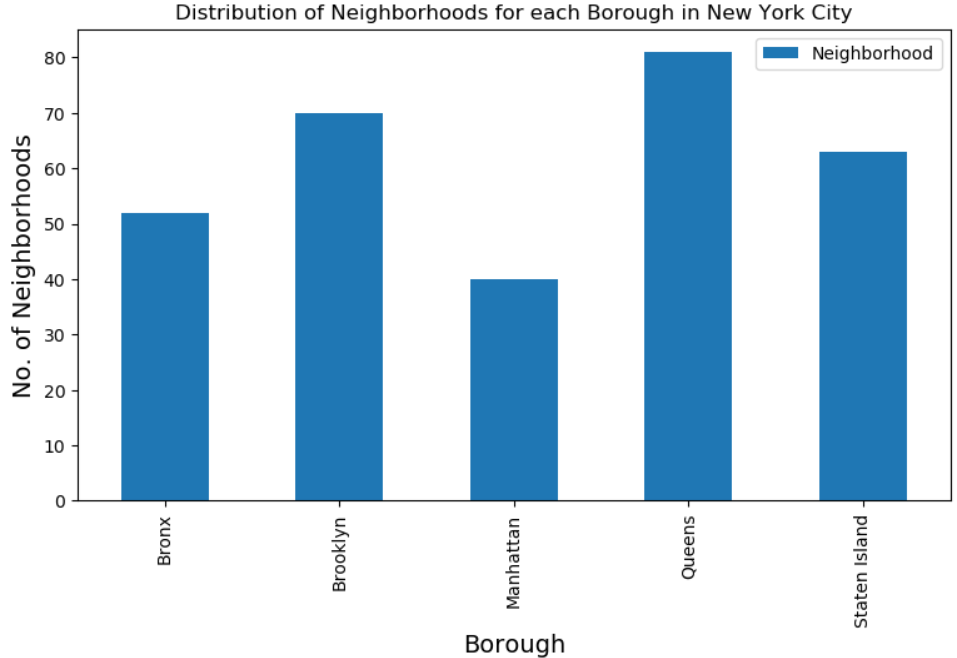 Distribution of Neighborhoods for each Borough in New York City
Neighborhood
No. of Neighborhoods
80
70
60
50
40
30
20
10
0
Bronx
Brooklyn
Manhattan
Queens
Staten Island
Borough